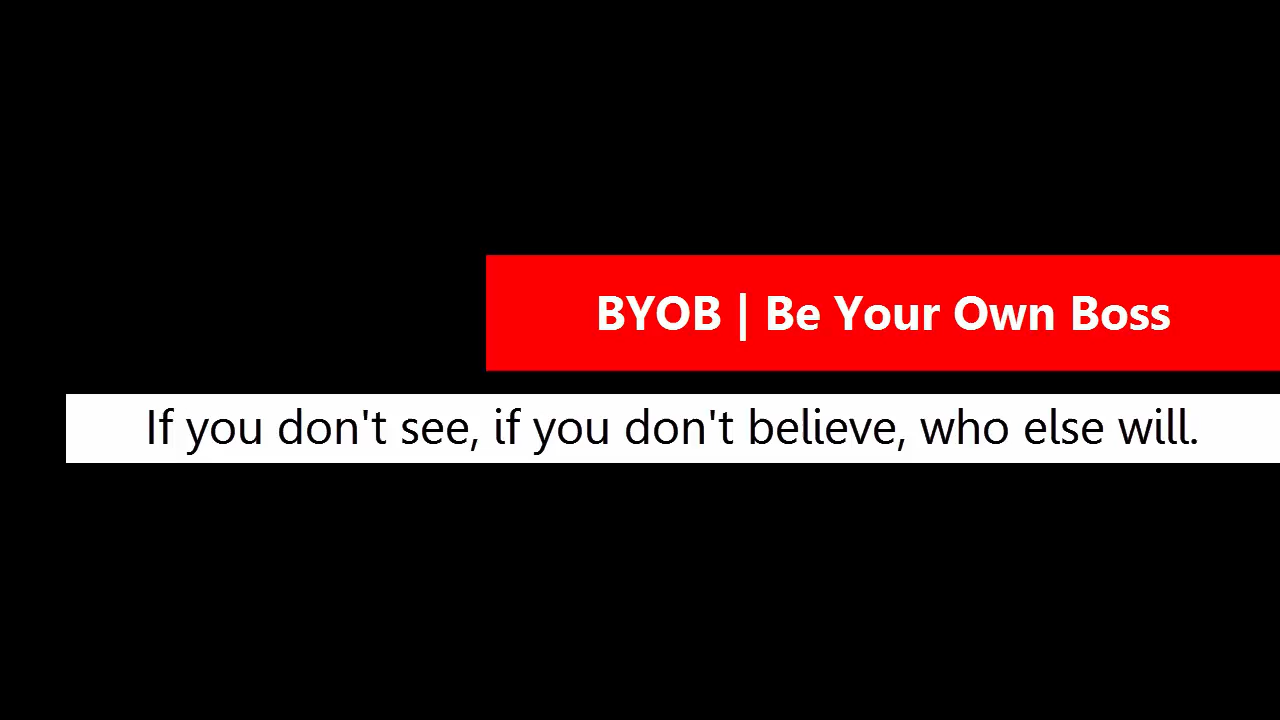 BYOB | Be Your Own Boss
If you don't see, if you don't believe, who else will.